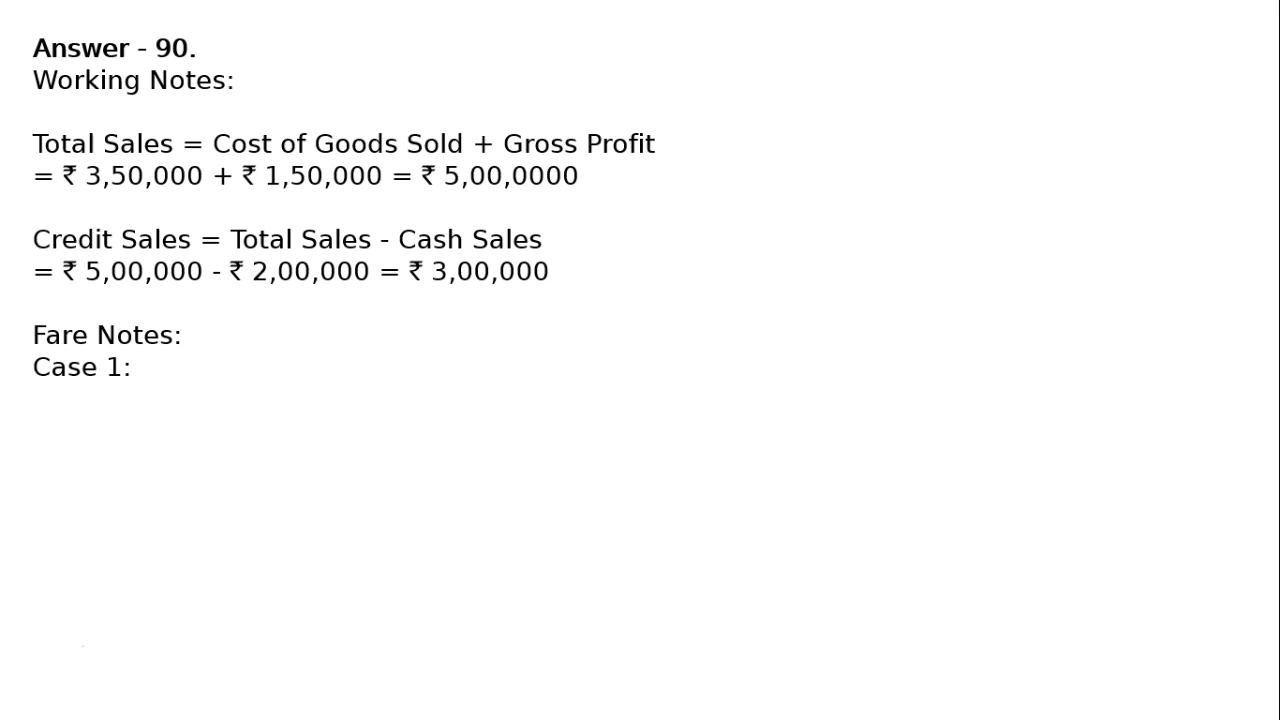 Answer - 90.
Working Notes:
Total Sales = Cost of Goods Sold + Gross Profit
= ₹ 3,50,000 + ₹ 1,50,000 = ₹ 5,00,0000
Credit Sales = Total Sales - Cash Sales
= ₹ 5,00,000 - ₹ 2,00,000 = ₹ 3,00,000
Fare Notes:
Case 1: